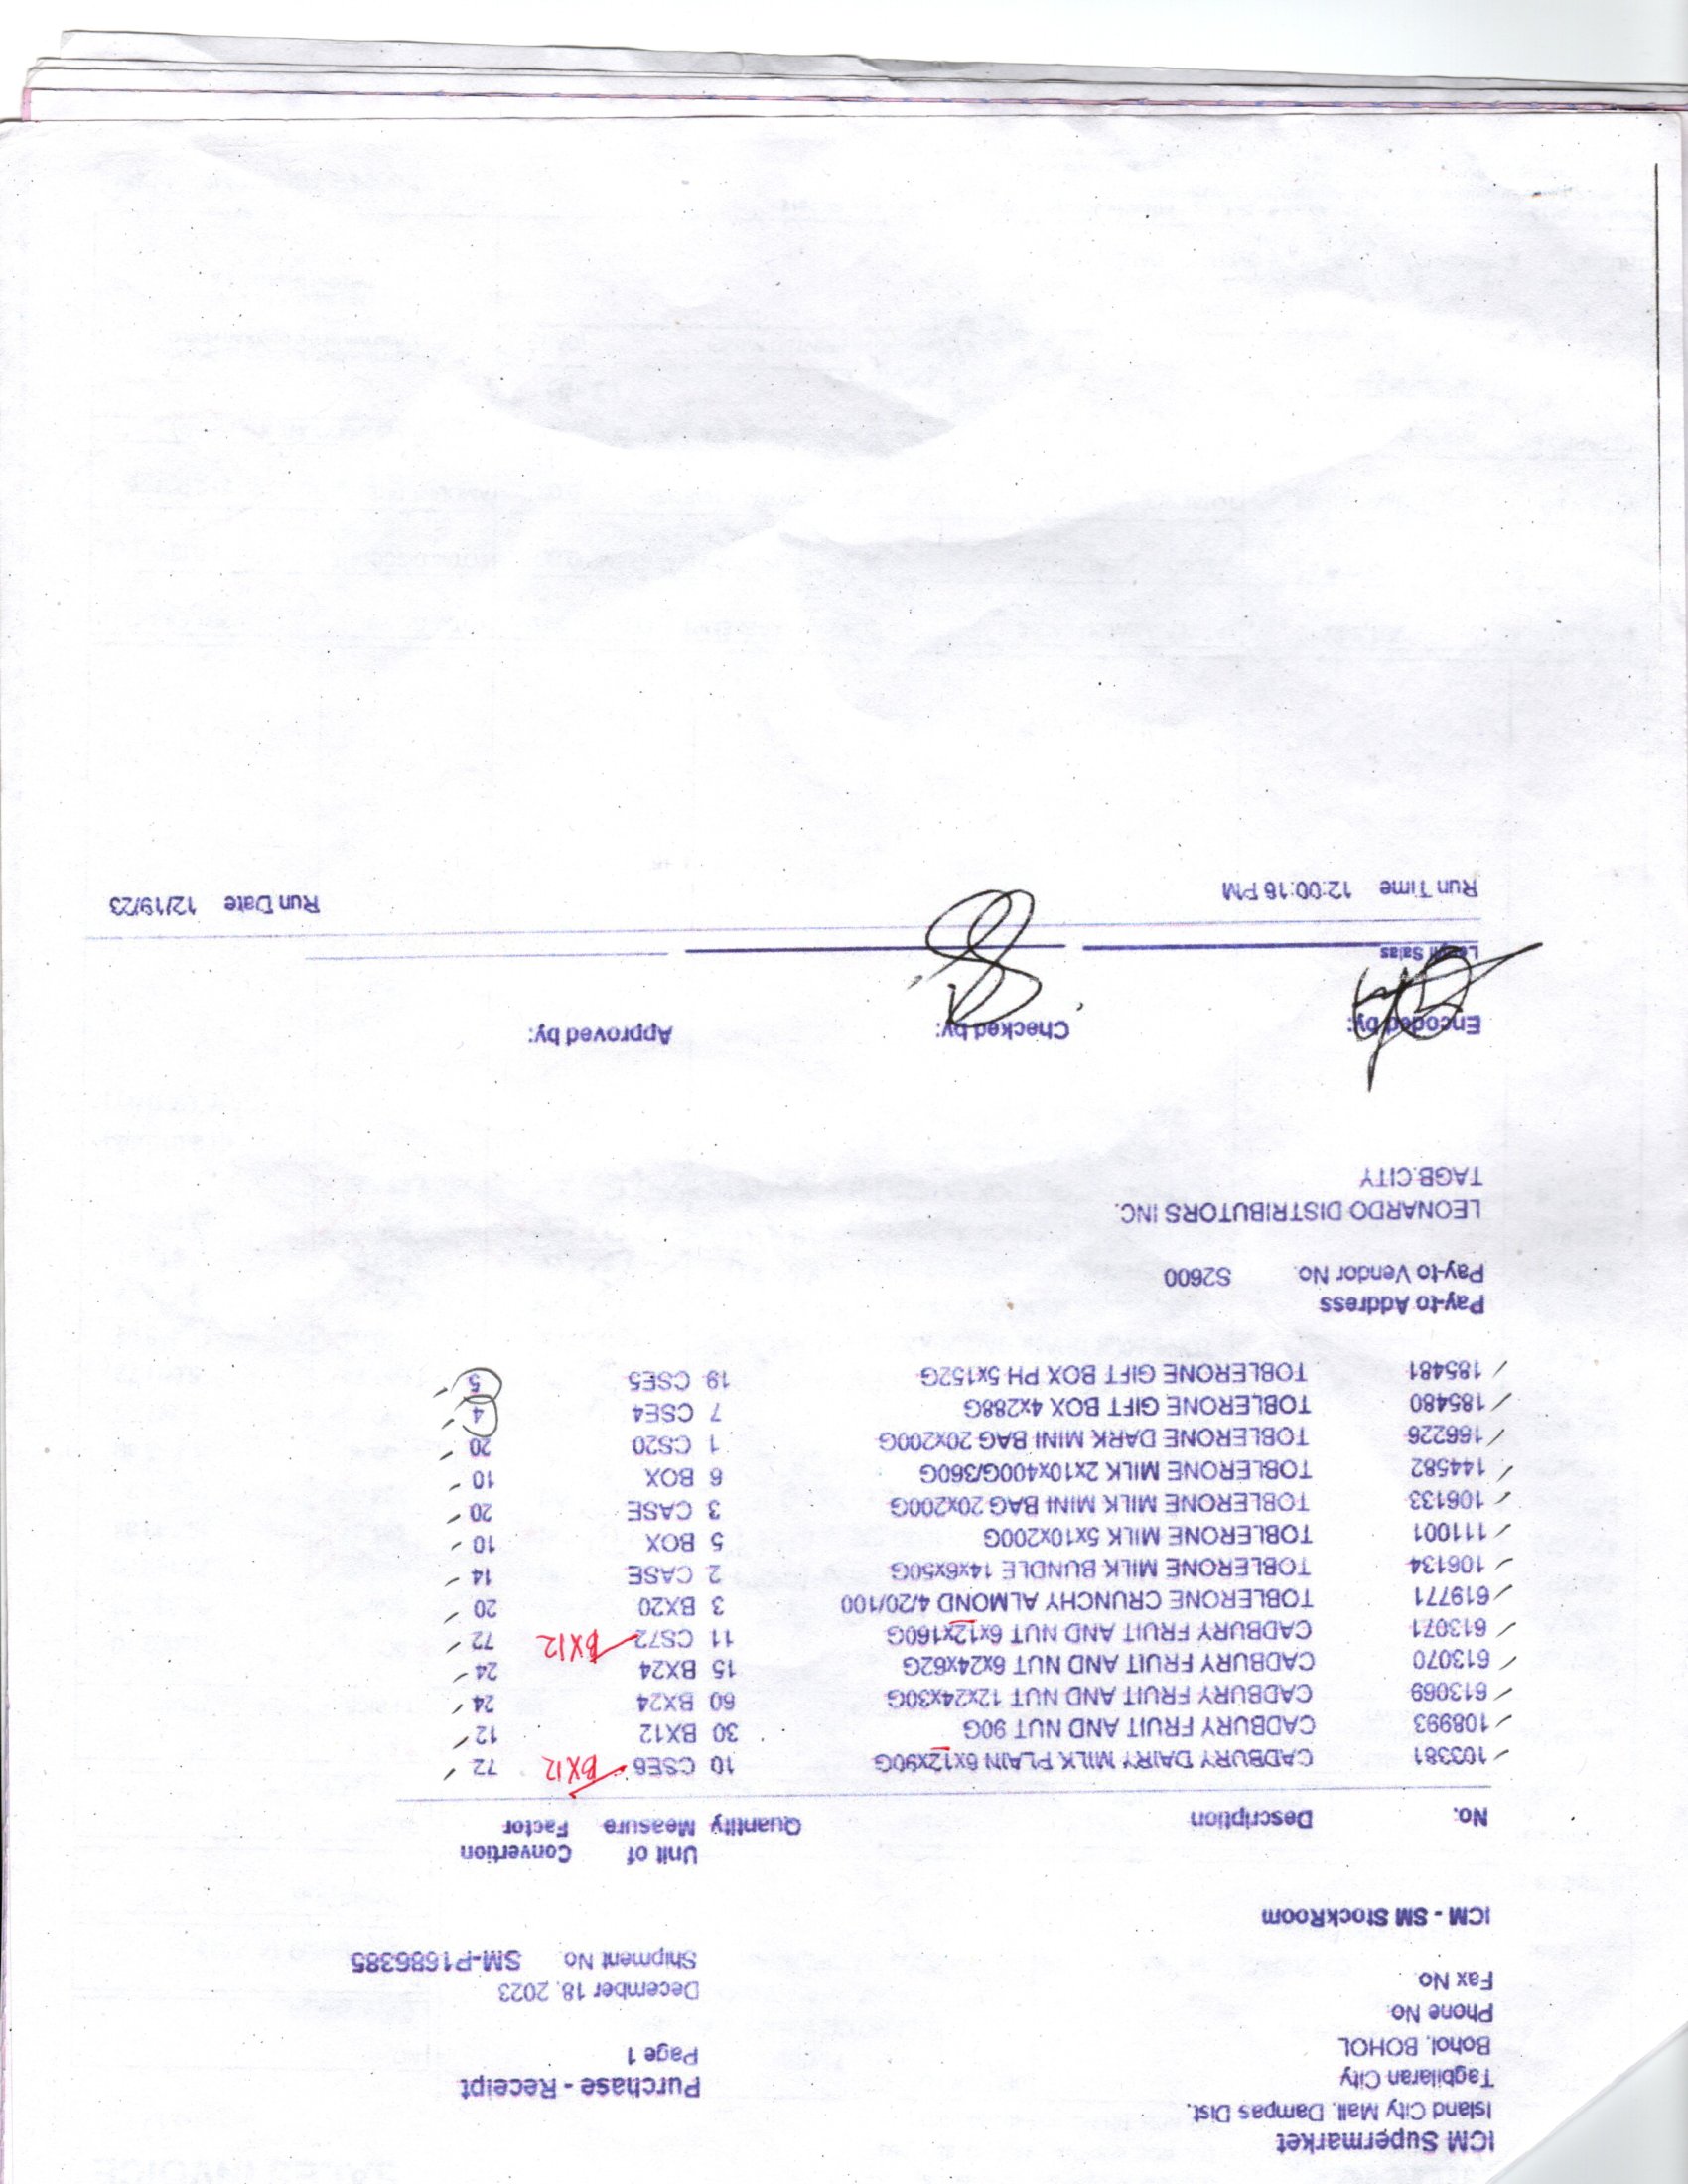 ICM Supermarket
Island City Mall, Dampas Dist.
Tagbilaran City
Bohol, BOHOL
Phone No.
Fax No.
Purchase - Receipt
Page 1
December 18, 2023
Shipment No. SM-P1686385
ICM - SM StockRoom
No. Description Quantity Unit of Measure Convertion Factor
103381 CADBURY DAIRY MILK PLAIN 6x12x90G 10 CSE6 BX12 72
108993 CADBURY FRUIT AND NUT 90G 30 BX12 12
613069 CADBURY FRUIT AND NUT 12x24x30G 60 BX24 24
613070 CADBURY FRUIT AND NUT 6x24x62G 15 BX24 24
613071 CADBURY FRUIT AND NUT 6x12x160G 11 CS72 BX12 72
619771 TOBLERONE CRUNCHY ALMOND 4/20/100 3 BX20 20
106134 TOBLERONE MILK BUNDLE 14x6x50G 2 CASE 14
111001 TOBLERONE MILK 5x10x200G 5 BOX 10
106133 TOBLERONE MILK MINI BAG 20x200G 3 CASE 20
144582 TOBLERONE MILK 2x10x400G/360G 6 BOX 10
166226 TOBLERONE DARK MINI BAG 20x200G 1 CS20 20
185480 TOBLERONE GIFT BOX 4x288G 7 CSE4 4
185481 TOBLERONE GIFT BOX PH 5x152G 19 CSE5 5
Pay-to Address
Pay-to Vendor No. S2600
LEONARDO DISTRIBUTORS INC.
TAGB.CITY
Encoded by: Checked by: Approved by:
Salas
Run Time 12:00:16 PM Run Date 12/19/23